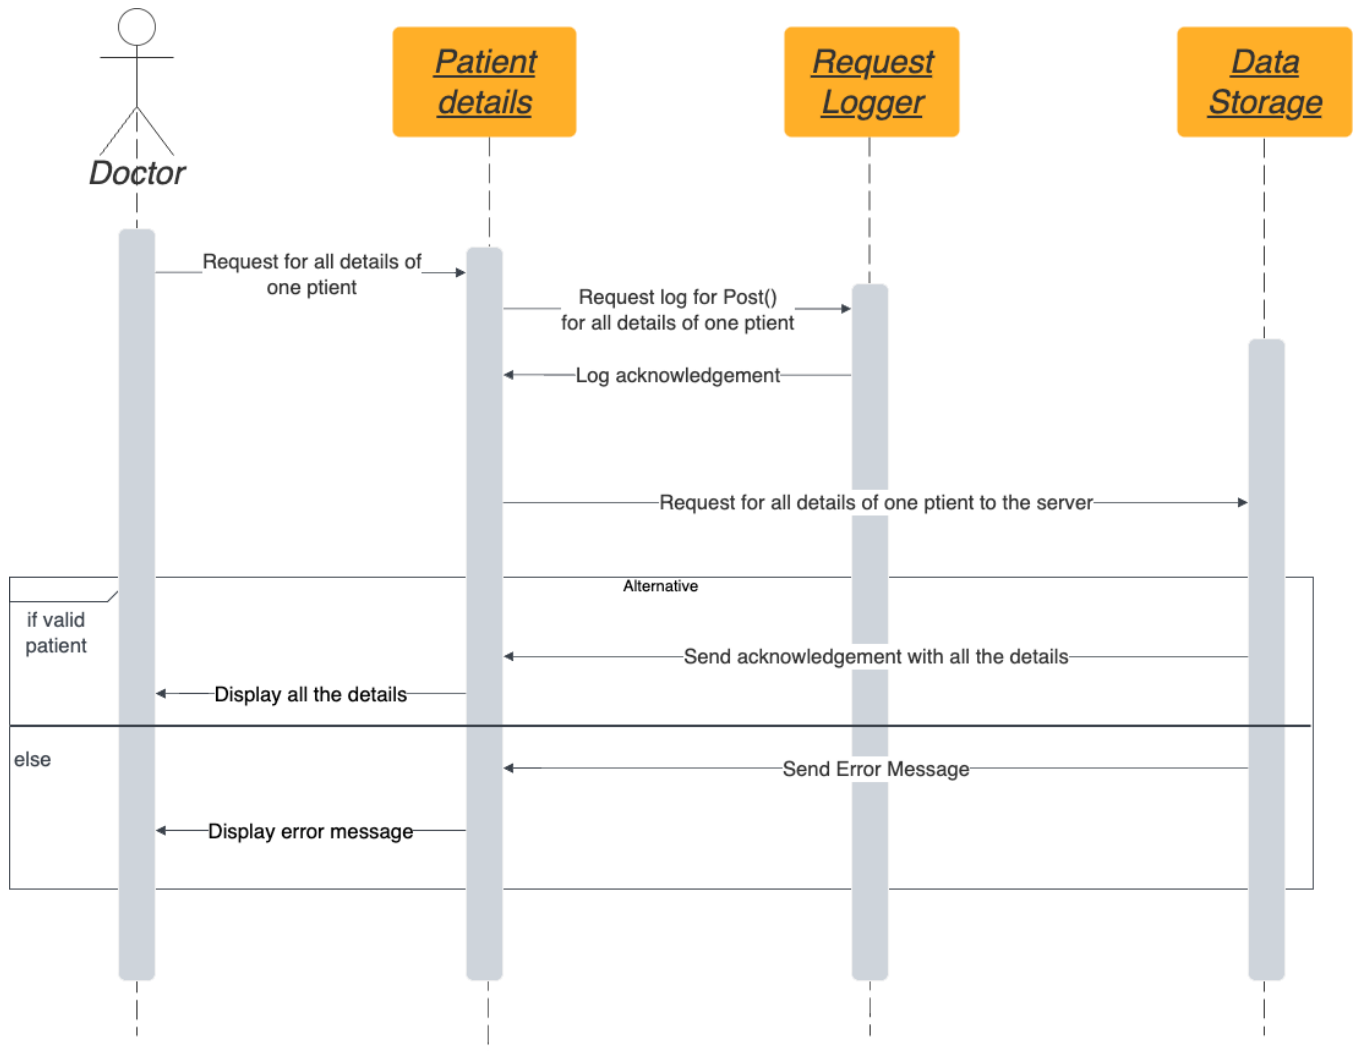 Patient
details
Request
Logger
Data
Storage
Doctor
Request for all details of
one ptient
Request log for Post()
for all details of one ptient
Log acknowledgement
Request for all details of one ptient to the server
Alternative
if valid
patient
Send acknowledgement with all the details
Display all the details
else
Send Error Message
Display error message